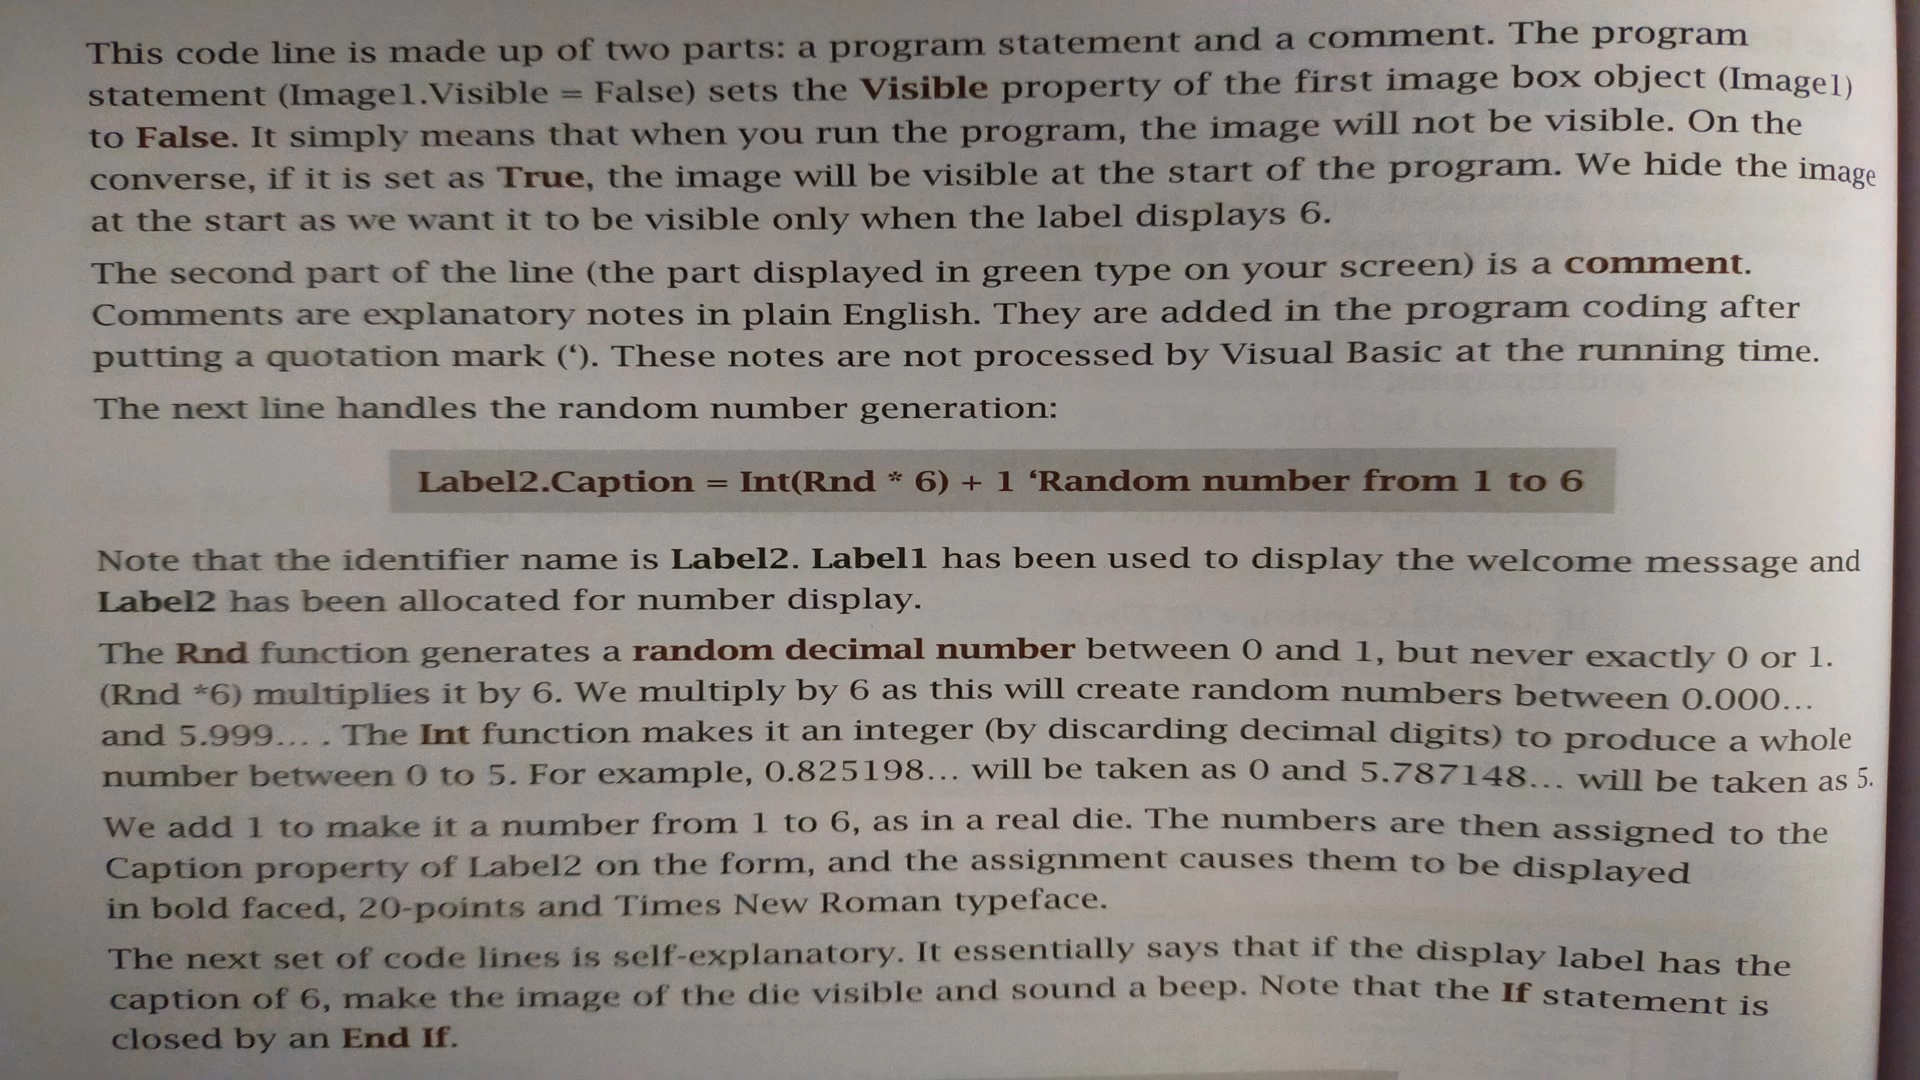 This code line is made up of two parts: a program statement and a comment. The program
statement (Image1.Visible = False) sets the Visible property of the first image box object (Image1)
to False. It simply means that when you run the program, the image will not be visible. On the
converse, if it is set as True, the image will be visible at the start of the program. We hide the image
at the start as we want it to be visible only when the label displays 6.
The second part of the line (the part displayed in green type on your screen) is a comment.
Comments are explanatory notes in plain English. They are added in the program coding after
putting a quotation mark (‘). These notes are not processed by Visual Basic at the running time.
The next line handles the random number generation:
Label2.Caption = Int(Rnd * 6) + 1 ‘Random number from 1 to 6
Note that the identifier name is Label2. Label1 has been used to display the welcome message and
Label2 has been allocated for number display.
The Rnd function generates a random decimal number between 0 and 1, but never exactly 0 or 1.
(Rnd *6) multiplies it by 6. We multiply by 6 as this will create random numbers between 0.000...
and 5.999... . The Int function makes it an integer (by discarding decimal digits) to produce a whole
number between 0 to 5. For example, 0.825198... will be taken as 0 and 5.787148... will be taken as 5.
We add 1 to make it a number from 1 to 6, as in a real die. The numbers are then assigned to the
Caption property of Label2 on the form, and the assignment causes them to be displayed
in bold faced, 20-points and Times New Roman typeface.
The next set of code lines is self-explanatory. It essentially says that if the display label has the
caption of 6, make the image of the die visible and sound a beep. Note that the If statement is
closed by an End If.